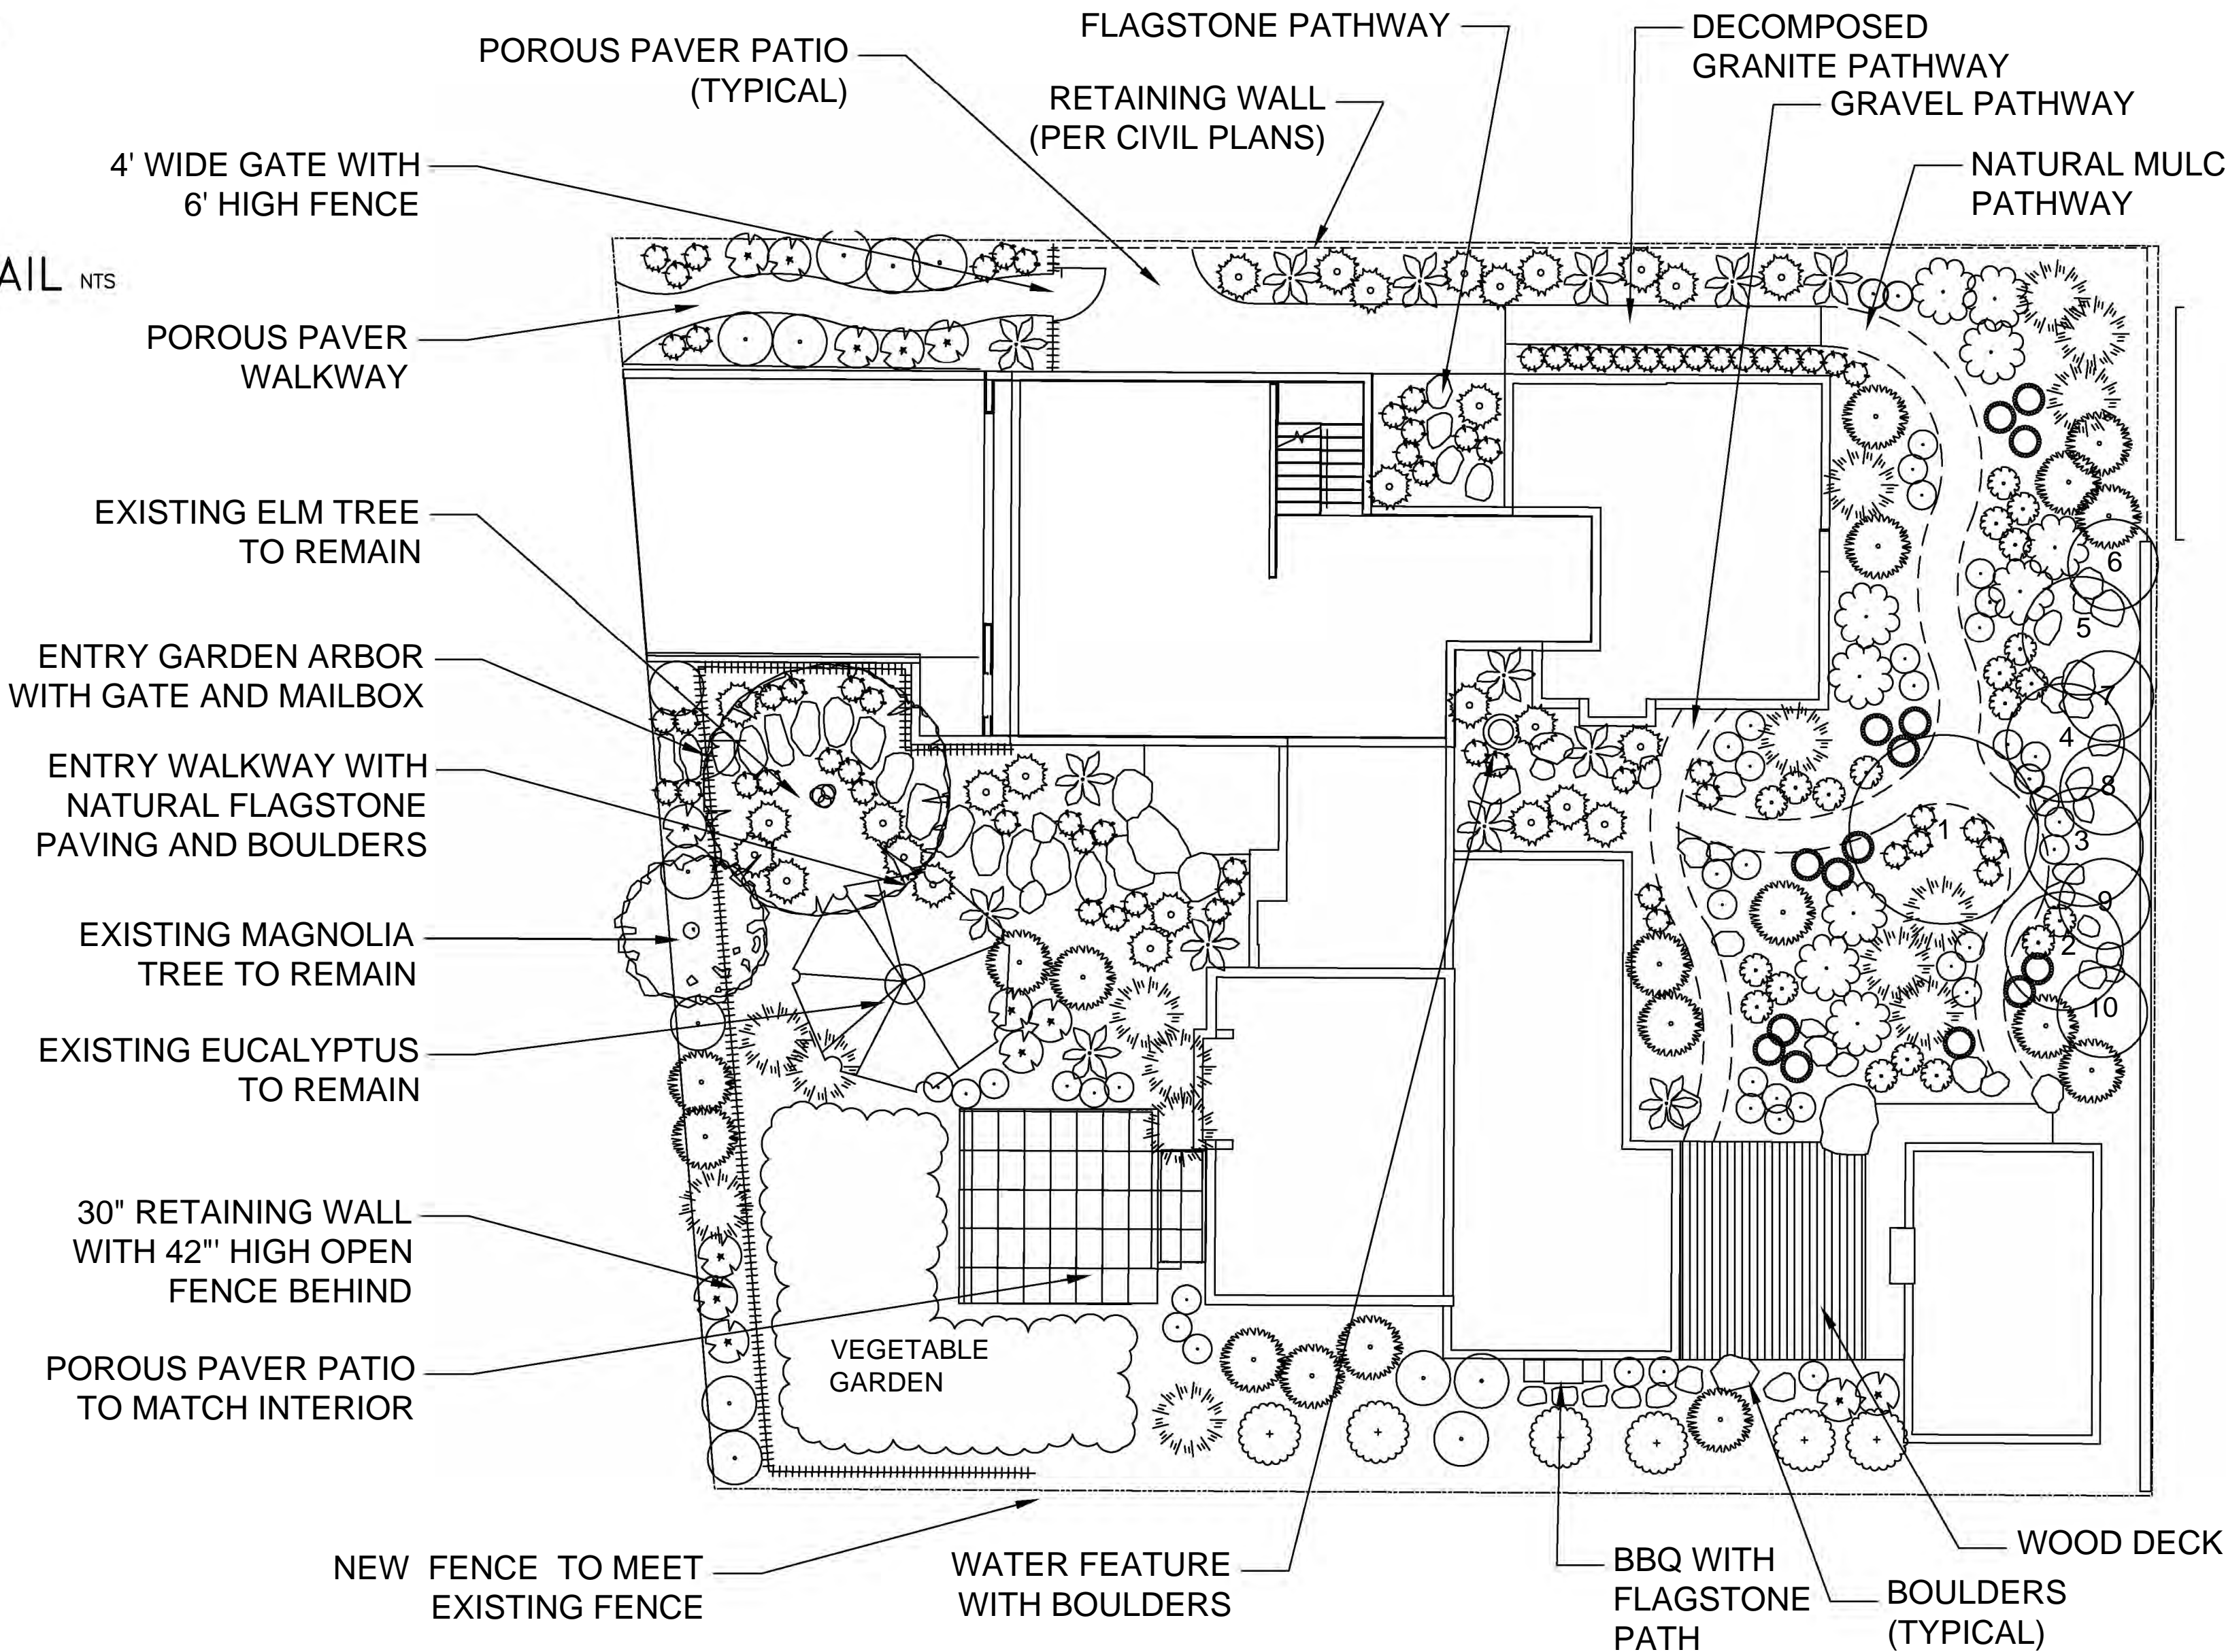 FLAGSTONE PATHWAY
DECOMPOSED
GRANITE PATHWAY
POROUS PAVER PATIO
(TYPICAL)
RETAINING WALL
(PER CIVIL PLANS)
GRAVEL PATHWAY
4' WIDE GATE WITH
6' HIGH FENCE
NATURAL MULC
PATHWAY
AIL NTS
POROUS PAVER
WALKWAY
EXISTING ELM TREE
TO REMAIN
6
5
ENTRY GARDEN ARBOR
WITH GATE AND MAILBOX
7
4
ENTRY WALKWAY WITH
NATURAL FLAGSTONE
PAVING AND BOULDERS
8
1
3
9
EXISTING MAGNOLIA
TREE TO REMAIN
2
10
EXISTING EUCALYPTUS
TO REMAIN
30" RETAINING WALL
WITH 42"' HIGH OPEN
FENCE BEHIND
POROUS PAVER PATIO
TO MATCH INTERIOR
VEGETABLE
GARDEN
NEW FENCE TO MEET
EXISTING FENCE
WATER FEATURE
WITH BOULDERS
BBQ WITH
FLAGSTONE
PATH
BOULDERS
(TYPICAL)
WOOD DECK